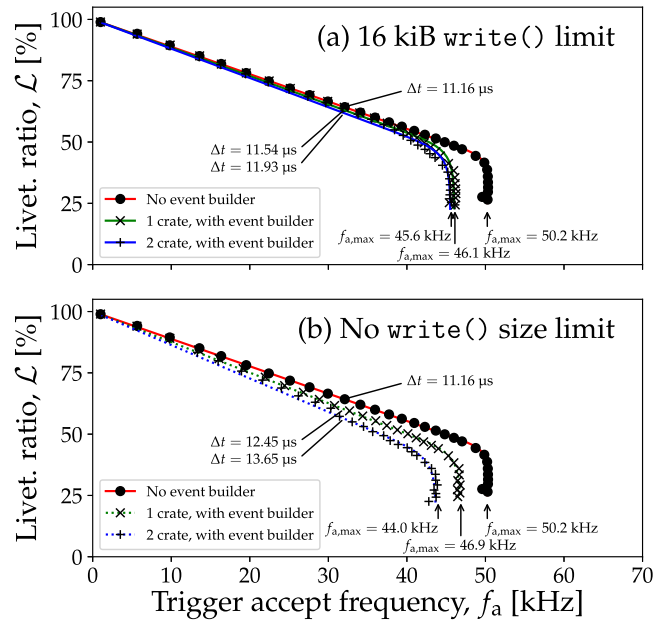 (a) 16 kiB write() limit
Livet. ratio, ℒ [%]
100
75
50
25
0
Δt = 11.16 µs
Δt = 11.54 µs
Δt = 11.93 µs
No event builder
1 crate, with event builder
2 crate, with event builder
fa,max = 45.6 kHz
fa,max = 50.2 kHz
fa,max = 46.1 kHz
(b) No write() size limit
Livet. ratio, ℒ [%]
100
75
50
25
0
Δt = 11.16 µs
Δt = 12.45 µs
Δt = 13.65 µs
No event builder
1 crate, with event builder
2 crate, with event builder
fa,max = 44.0 kHz
fa,max = 50.2 kHz
fa,max = 46.9 kHz
0 10 20 30 40 50 60 70
Trigger accept frequency, fa [kHz]